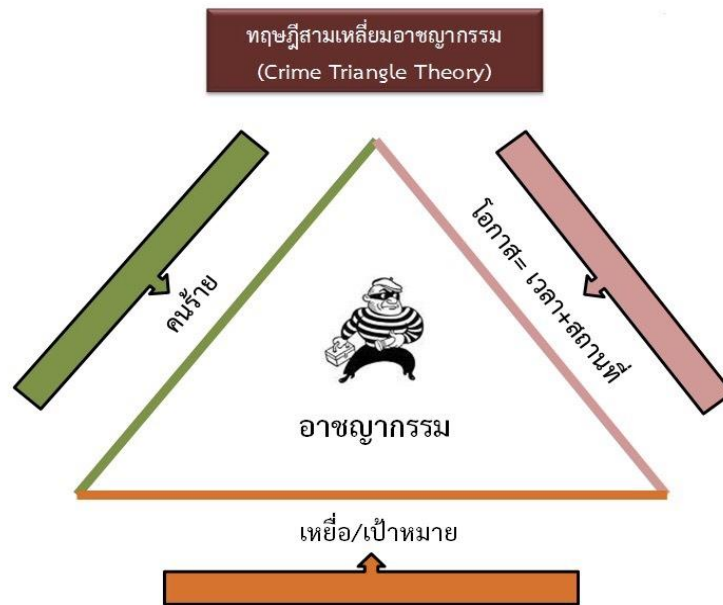 ทฤษฎีสามเหลี่ยมอาชญากรรม
(Crime Triangle Theory)
คนร้าย
โอกาส= เวลา+สถานที่
อาชญากรรม
เหยื่อ/เป้าหมาย